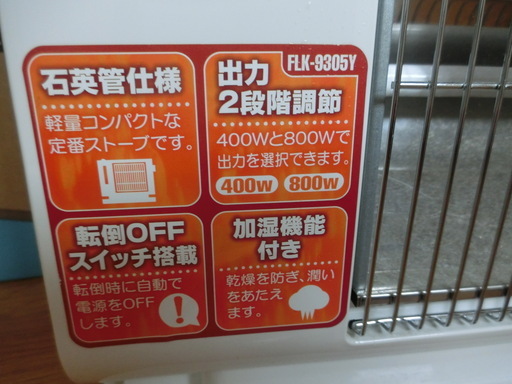 FLK-9305Y
石英管仕様
軽量コンパクトな
定番ストーブです。
出力
2段階調節
400Wと800Wで
出力を選択できます。
400W 800W
転倒OFF
スイッチ搭載
転倒時に自動で
電源をOFF
します。
加湿機能
付き
乾燥を防ぎ、潤い
をあたえ
ます。